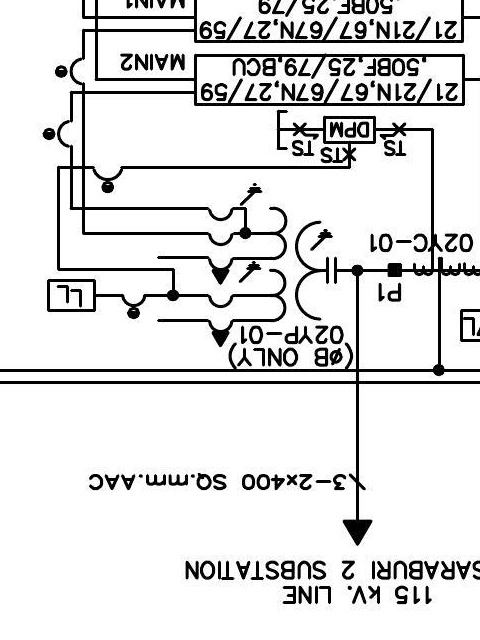 115 kV. LINE
SARABURI 2 SUBSTATION
3-2x400 SQ.mm.AAC
(ØB ONLY)
02YP-01
P1
LL
02YC-01
TS
TS
TS
DPM
21/21N,67/67N,27/59
,50BF,25/79,BCU
MAIN2
21/21N,67/67N,27/59
,50BF,25/79
MAIN1